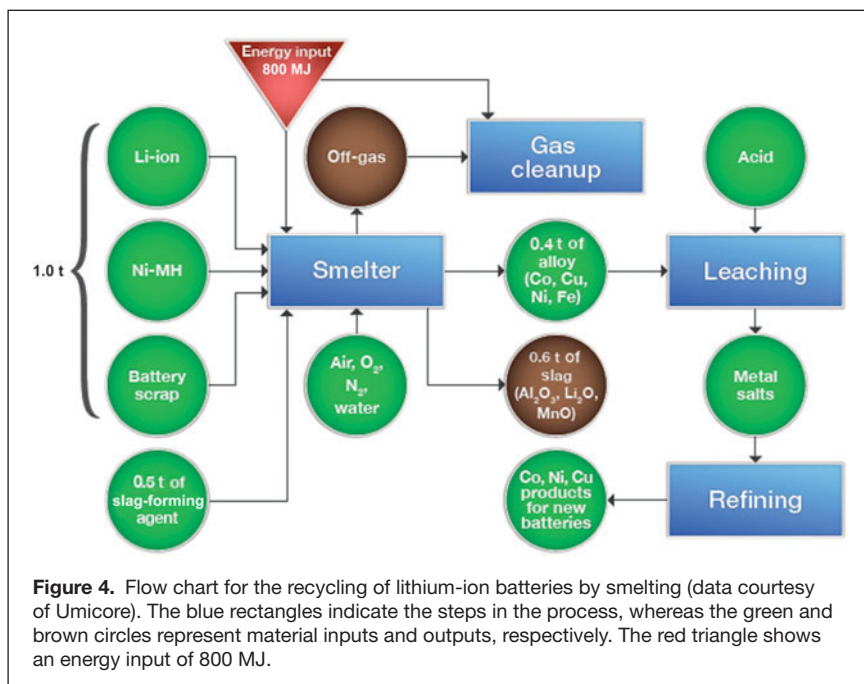 Energy input
800 MJ
Li-ion
Off-gas
Gas
cleanup
Acid
1.0 t
Ni-MH
Smelter
0.4 t of
alloy
(Co, Cu,
Ni, Fe)
Leaching
Battery
scrap
Air, O₂,
N₂,
water
0.6 t of
slag
(Al₂O₃, Li₂O,
MnO)
Metal
salts
0.5 t of
slag-forming
agent
Co, Ni, Cu
products
for new
batteries
Refining
Figure 4. Flow chart for the recycling of lithium-ion batteries by smelting (data courtesy
of Umicore). The blue rectangles indicate the steps in the process, whereas the green and
brown circles represent material inputs and outputs, respectively. The red triangle shows
an energy input of 800 MJ.